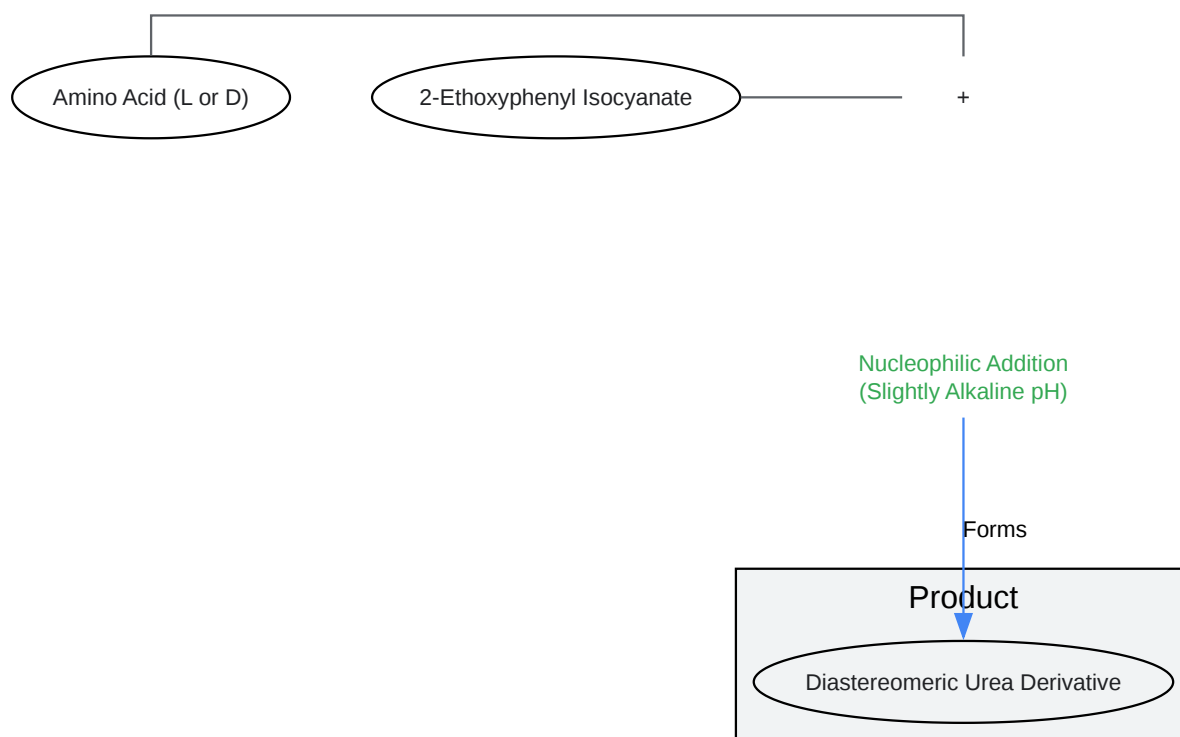 Amino Acid (L or D)
2-Ethoxyphenyl Isocyanate
+
Nucleophilic Addition
(Slightly Alkaline pH)
Forms
Product
Diastereomeric Urea Derivative